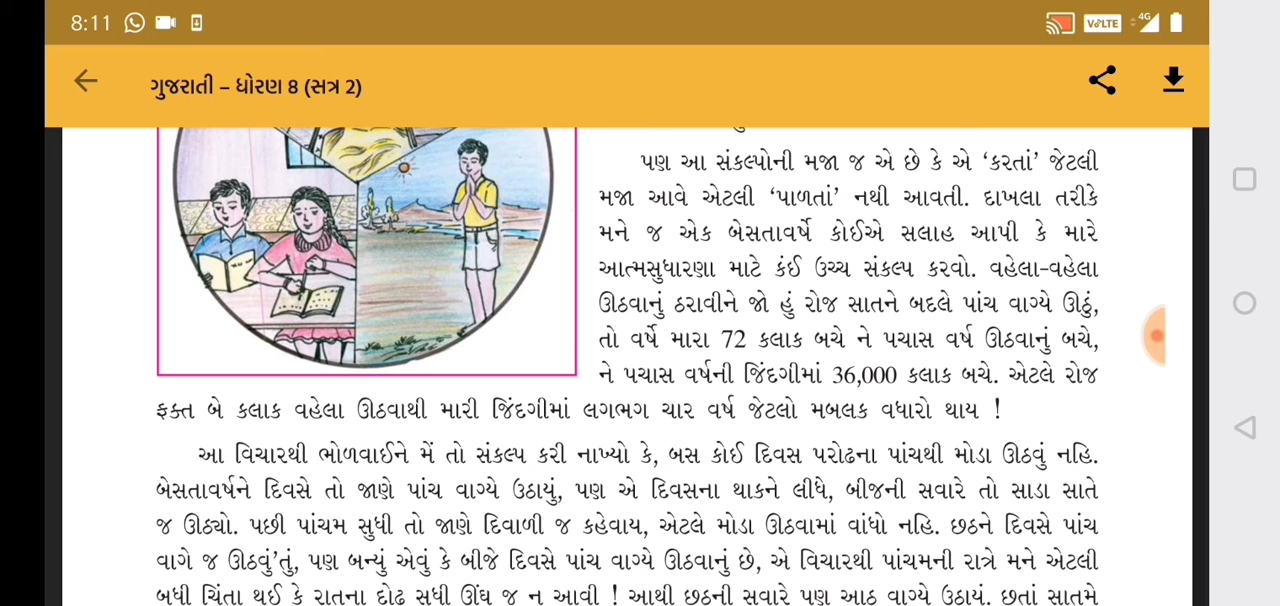 8:11
VoLTE 4G
ગુજરાતી – ધોરણ 8 (સત્ર 2)
પણ આ સંકલ્પોની મજા જ એ છે કે એ ‘કરતાં’ જેટલી
મજા આવે એટલી ‘પાળતાં’ નથી આવતી. દાખલા તરીકે
મને જ એક બેસતાવર્ષે કોઈએ સલાહ આપી કે મારે
આત્મસુધારણા માટે કંઈ ઉચ્ચ સંકલ્પ કરવો. વહેલા-વહેલા
ઊઠવાનું ઠરાવીને જો હું રોજ સાતને બદલે પાંચ વાગ્યે ઊઠું,
તો વર્ષે મારા 72 કલાક બચે ને પચાસ વર્ષ ઊઠવાનું બચે,
ને પચાસ વર્ષની જિંદગીમાં 36,000 કલાક બચે. એટલે રોજ
ફક્ત બે કલાક વહેલા ઊઠવાથી મારી જિંદગીમાં લગભગ ચાર વર્ષ જેટલો મબલક વધારો થાય !
આ વિચારથી ભોળવાઈને મેં તો સંકલ્પ કરી નાખ્યો કે, બસ કોઈ દિવસ પરોઢના પાંચથી મોડા ઊઠવું નહિ.
બેસતાવર્ષને દિવસે તો જાણે પાંચ વાગ્યે ઉઠાયું, પણ એ દિવસના થાકને લીધે, બીજની સવારે તો સાડા સાતે
જ ઊઠ્યો. પછી પાંચમ સુધી તો જાણે દિવાળી જ કહેવાય, એટલે મોડા ઊઠવામાં વાંધો નહિ. છઠને દિવસે પાંચ
વાગે જ ઊઠવું’તું, પણ બન્યું એવું કે બીજે દિવસે પાંચ વાગ્યે ઊઠવાનું છે, એ વિચારથી પાંચમની રાત્રે મને એટલી
બધી ચિંતા થઈ કે રાતના દોઢ સુધી ઊંઘ જ ન આવી ! આથી છઠની સવારે પણ આઠ વાગ્યે ઉઠાયું. છતાં સાતમે